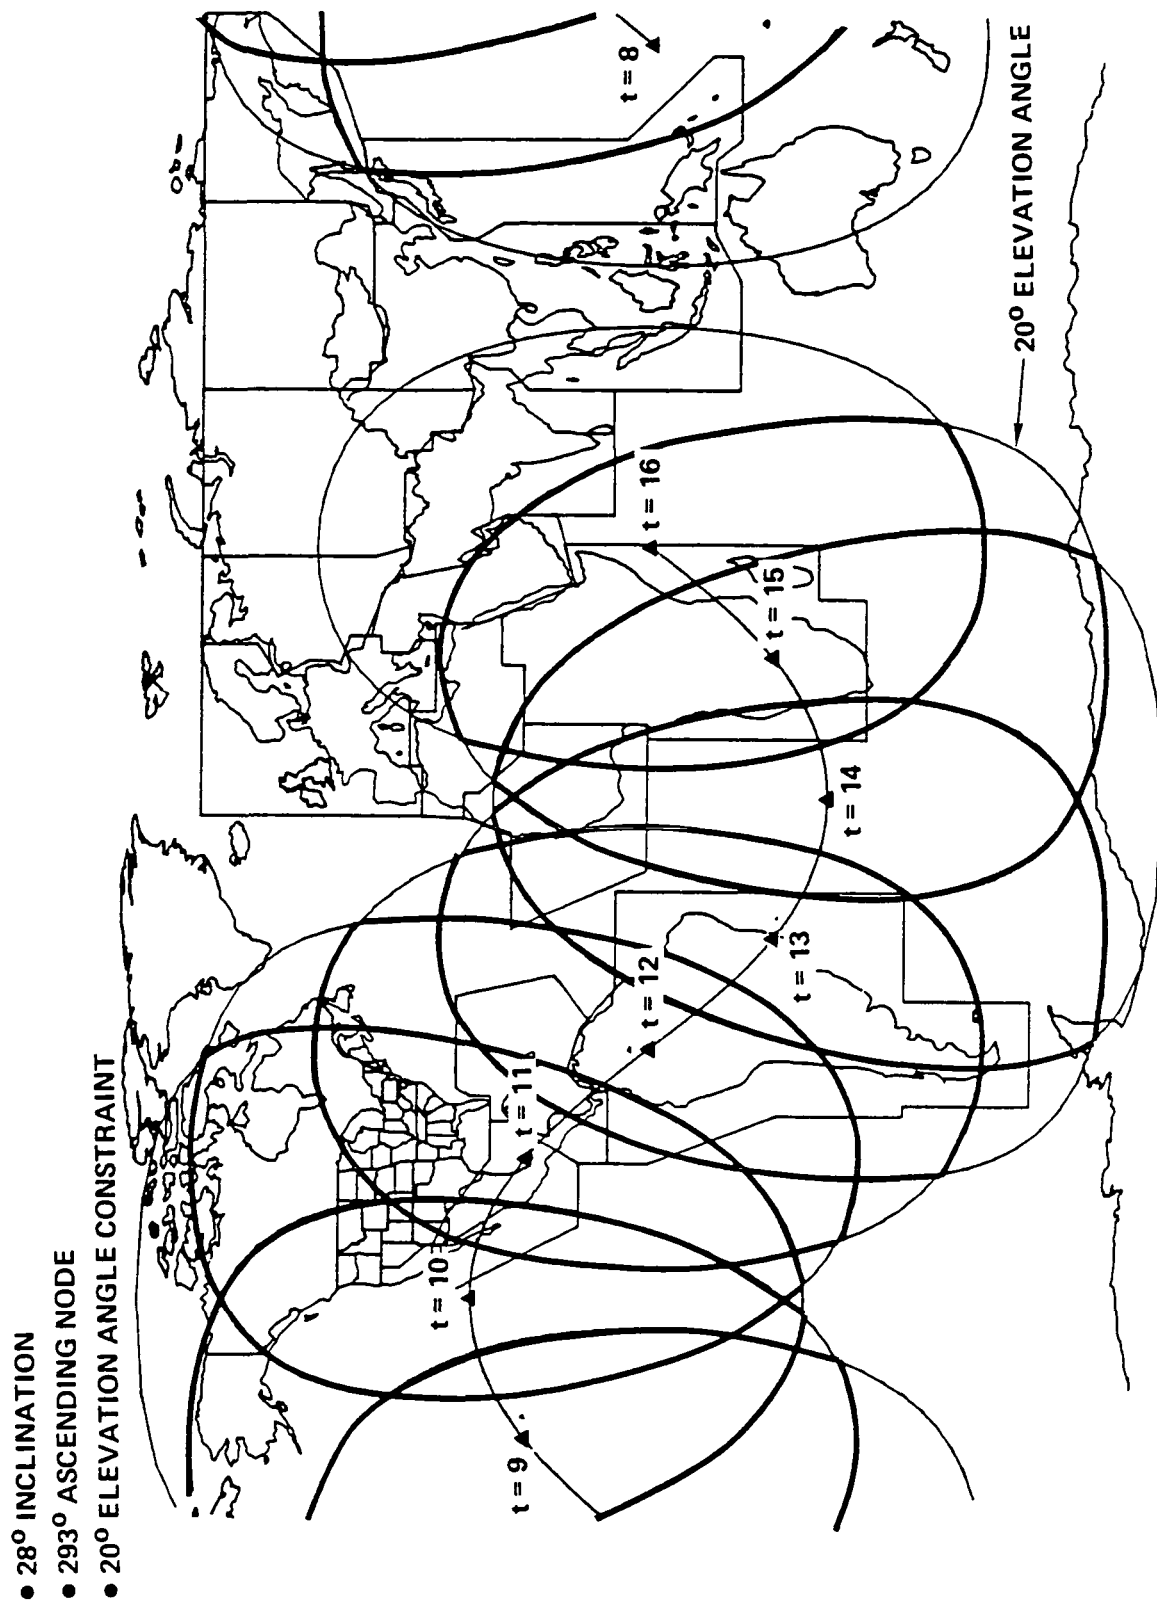 • 28° INCLINATION
• 293° ASCENDING NODE
• 20° ELEVATION ANGLE CONSTRAINT
t = 9
t = 10
t = 11
t = 12
t = 13
t = 14
t = 15
t = 16
t = 8
20° ELEVATION ANGLE